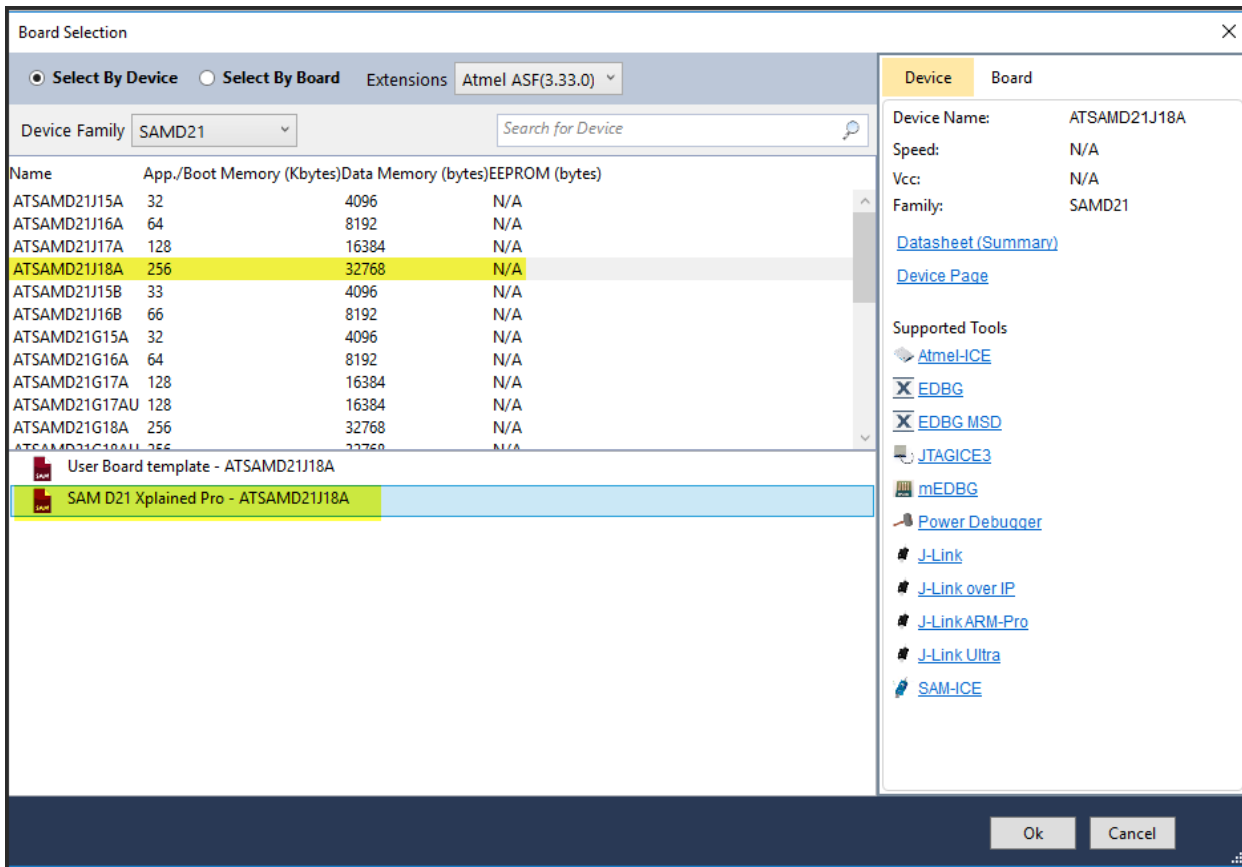 Board Selection
Select By Device Select By Board Extensions Atmel ASF(3.33.0)
Device Family SAMD21 Search for Device
Name App./Boot Memory (Kbytes) Data Memory (bytes) EEPROM (bytes)
ATSAMD21J15A 32 4096 N/A
ATSAMD21J16A 64 8192 N/A
ATSAMD21J17A 128 16384 N/A
ATSAMD21J18A 256 32768 N/A
ATSAMD21J15B 33 4096 N/A
ATSAMD21J16B 66 8192 N/A
ATSAMD21G15A 32 4096 N/A
ATSAMD21G16A 64 8192 N/A
ATSAMD21G17A 128 16384 N/A
ATSAMD21G17AU 128 16384 N/A
ATSAMD21G18A 256 32768 N/A
ATSAMD21G18AU 256 32768 N/A
User Board template - ATSAMD21J18A
SAM D21 Xplained Pro - ATSAMD21J18A
Device Board
Device Name: ATSAMD21J18A
Speed: N/A
Vcc: N/A
Family: SAMD21
Datasheet (Summary)
Device Page
Supported Tools
Atmel-ICE
EDBG
EDBG MSD
JTAGICE3
mEDBG
Power Debugger
J-Link
J-Link over IP
J-Link ARM-Pro
J-Link Ultra
SAM-ICE
Ok Cancel